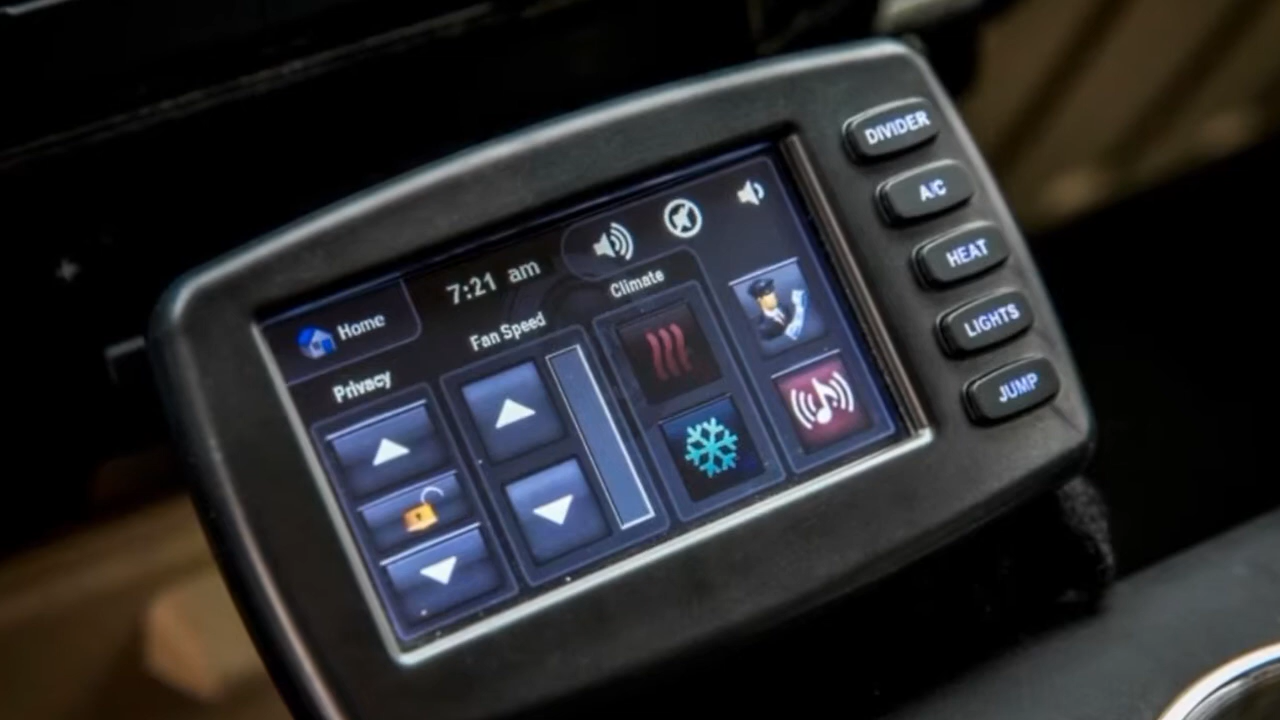 Home
7:21 am
Privacy
Fan Speed
Climate
DIVIDER
A/C
HEAT
LIGHTS
JUMP